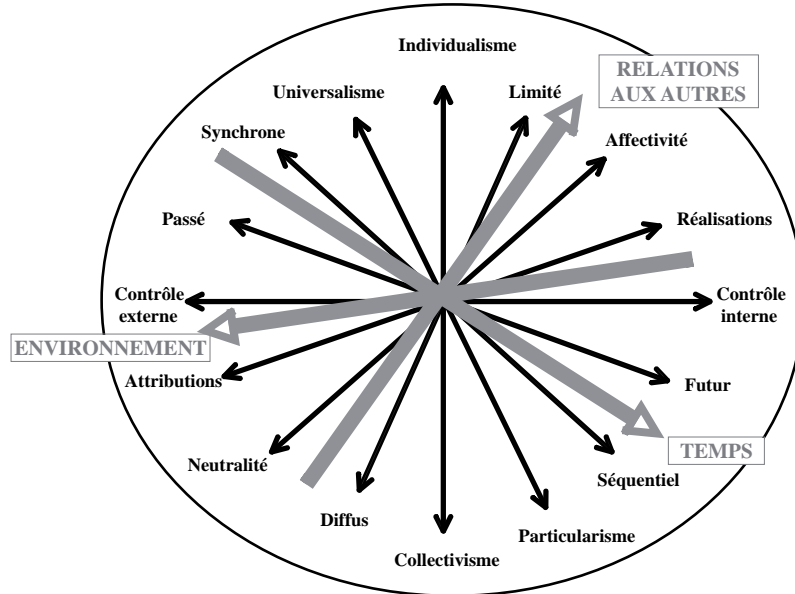 Individualisme
RELATIONS
AUX AUTRES
Universalisme
Limité
Synchrone
Affectivité
Passé
Réalisations
Contrôle
externe
Contrôle
interne
ENVIRONNEMENT
Attributions
Futur
TEMPS
Neutralité
Séquentiel
Diffus
Particularisme
Collectivisme